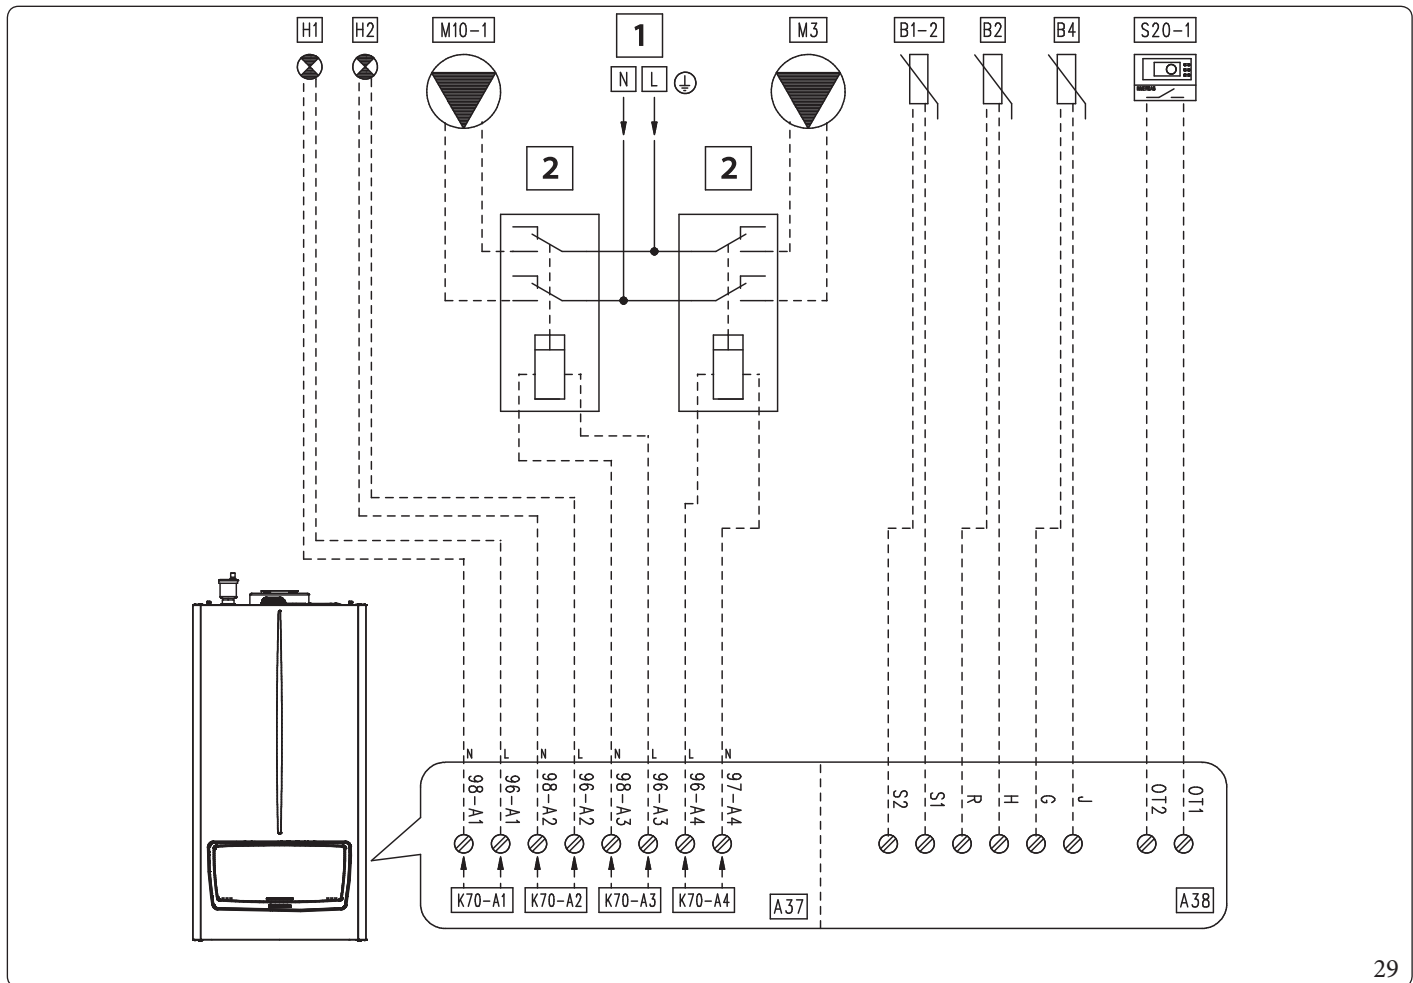 H1 H2 M10-1 1 M3 B1-2 B2 B4 S20-1
N L
2 2
N L N L N L L N
98-A1 96-A1 98-A2 96-A2 98-A3 96-A3 96-A4 97-A4 S2 S1 R H G J OT2 OT1
K70-A1 K70-A2 K70-A3 K70-A4 A37 A38
29